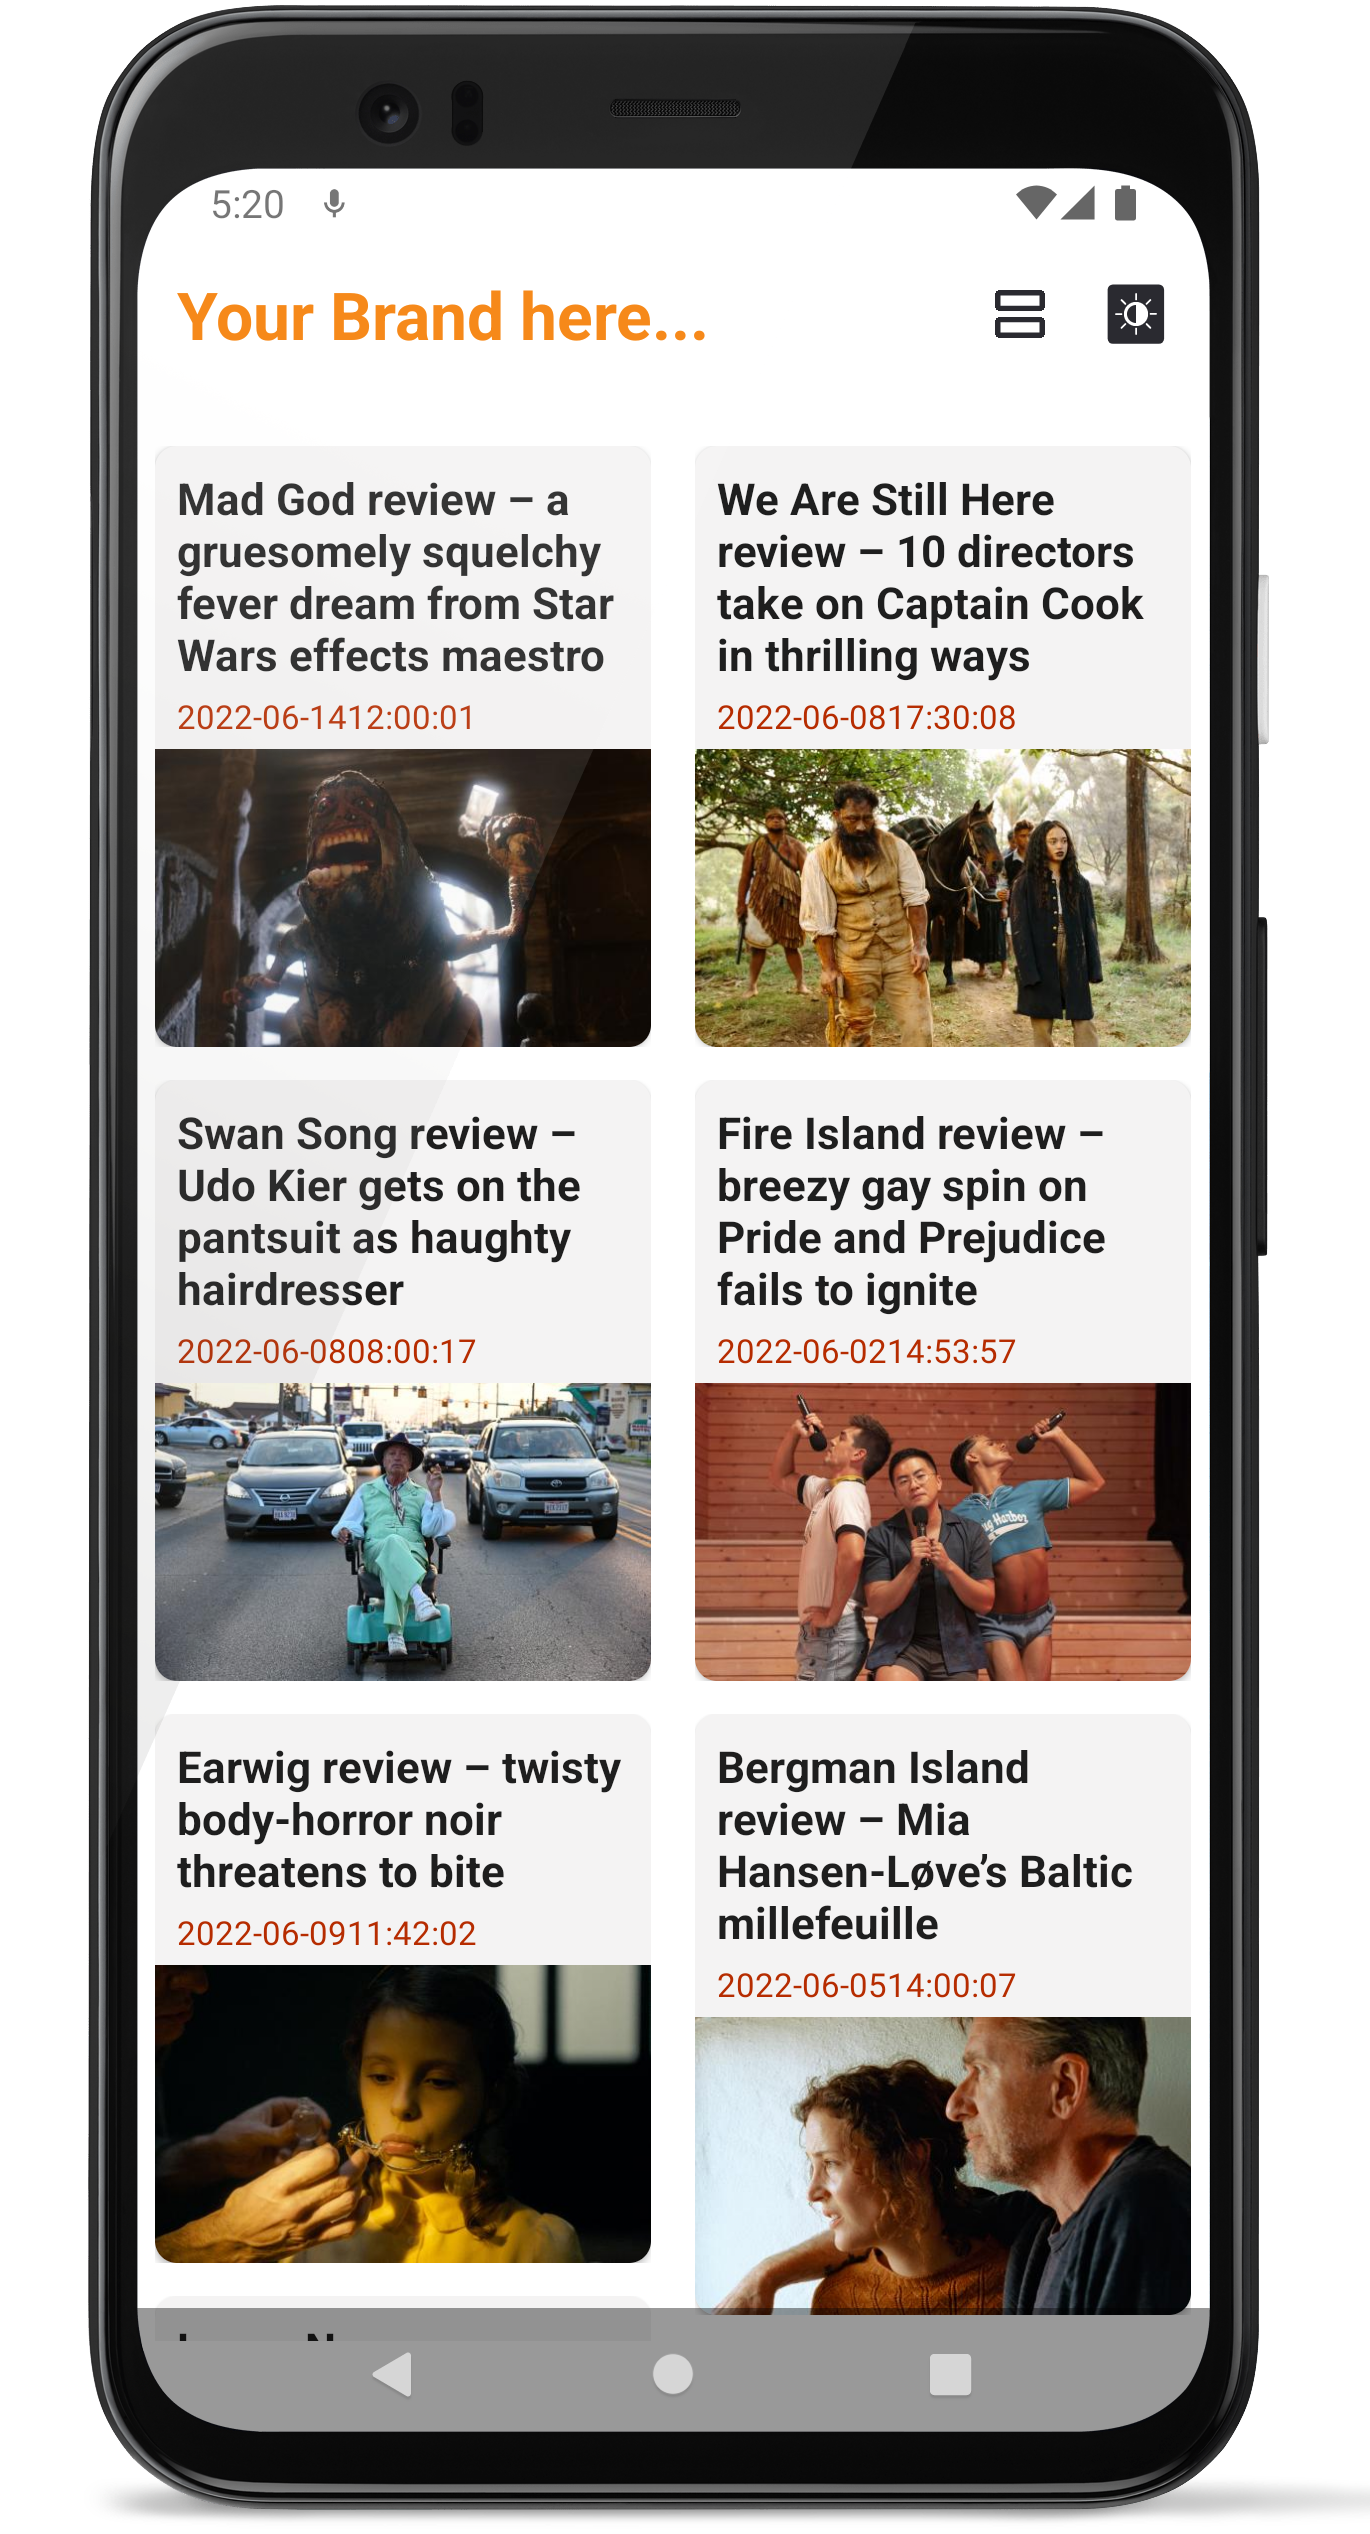 5:20
Your Brand here...
Mad God review – a
gruesomely squelchy
fever dream from Star
Wars effects maestro
2022-06-1412:00:01
We Are Still Here
review – 10 directors
take on Captain Cook
in thrilling ways
2022-06-0817:30:08
Swan Song review –
Udo Kier gets on the
pantsuit as haughty
hairdresser
2022-06-0808:00:17
Fire Island review –
breezy gay spin on
Pride and Prejudice
fails to ignite
2022-06-0214:53:57
Harbor
Earwig review – twisty
body-horror noir
threatens to bite
2022-06-0911:42:02
Bergman Island
review – Mia
Hansen-Løve’s Baltic
millefeuille
2022-06-0514:00:07